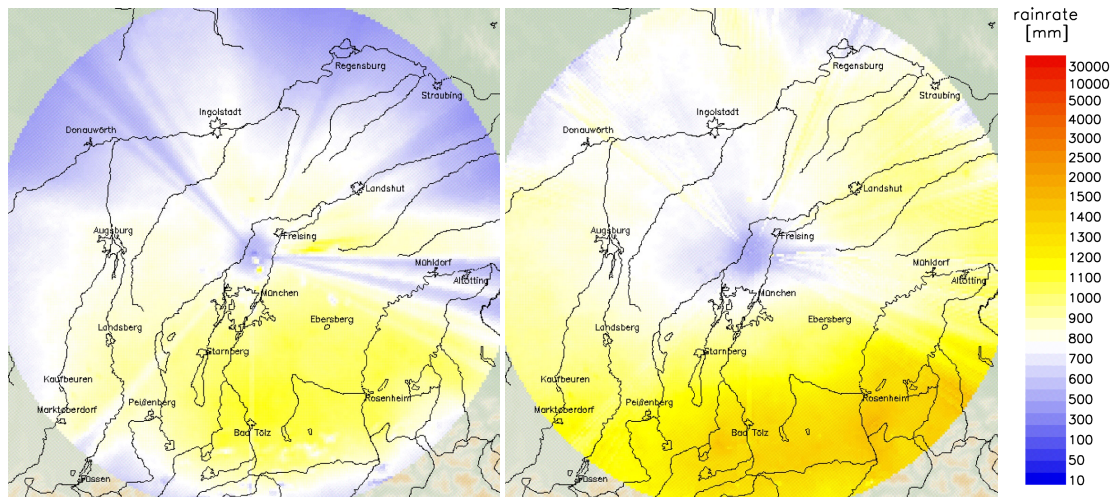 rainrate
[mm]
Regensburg
Straubing
Ingolstadt
Donauwörth
Landshut
Augsburg
Freising
Mühldorf
Altötting
München
Ebersberg
Landsberg
Starnberg
Kaufbeuren
Rosenheim
Marktoberdorf
Peißenberg
Bad Tölz
Füssen
Regensburg
Straubing
Ingolstadt
Donauwörth
Landshut
Augsburg
Freising
Mühldorf
Altötting
München
Ebersberg
Landsberg
Starnberg
Kaufbeuren
Rosenheim
Marktoberdorf
Peißenberg
Bad Tölz
Füssen
30000
10000
5000
4000
3000
2500
2000
1500
1400
1300
1200
1100
1000
900
800
700
600
500
300
100
50
10